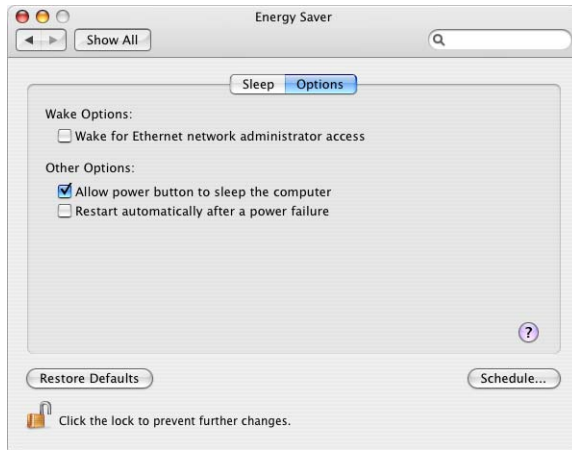 Energy Saver
Show All
Sleep Options
Wake Options:
Wake for Ethernet network administrator access
Other Options:
Allow power button to sleep the computer
Restart automatically after a power failure
?
Restore Defaults Schedule...
Click the lock to prevent further changes.